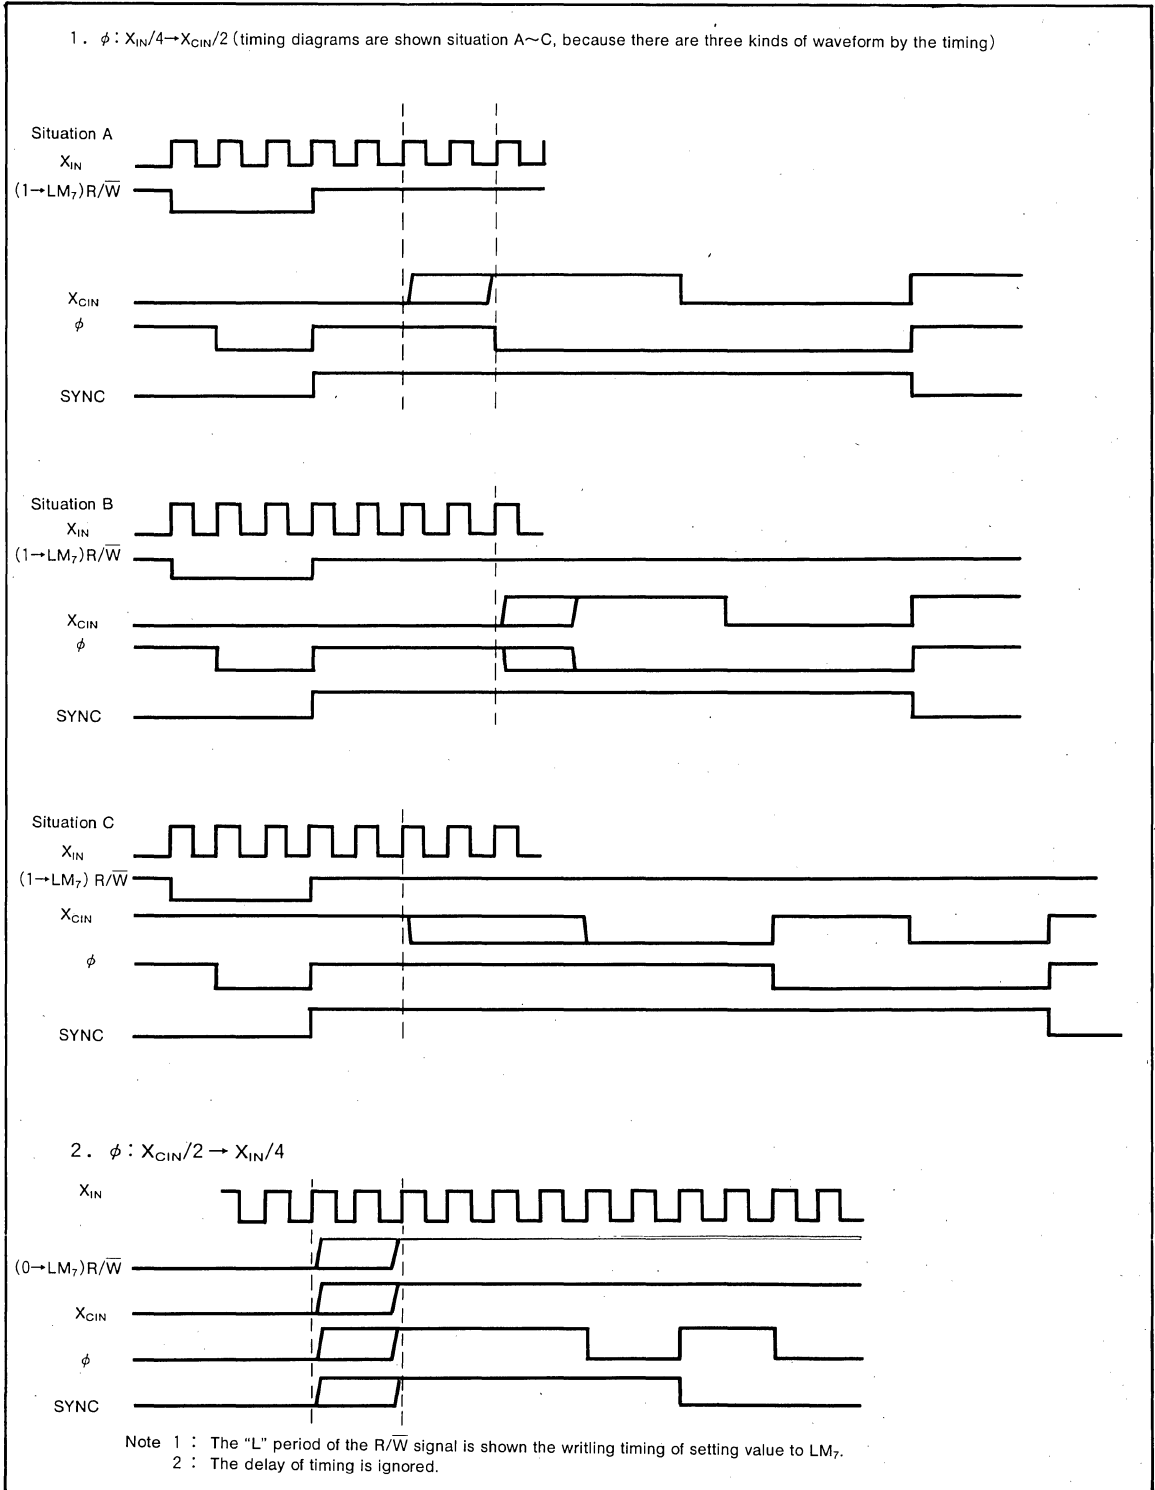 1. φ : X_IN/4→X_CIN/2 (timing diagrams are shown situation A∼C, because there are three kinds of waveform by the timing)
Situation A
X_IN
(1→LM₇) R/W̅
X_CIN
φ
SYNC
Situation B
X_IN
(1→LM₇) R/W̅
X_CIN
φ
SYNC
Situation C
X_IN
(1→LM₇) R/W̅
X_CIN
φ
SYNC
2. φ : X_CIN/2 → X_IN/4
X_IN
(0→LM₇) R/W̅
X_CIN
φ
SYNC
Note 1 : The “L” period of the R/W̅ signal is shown the writling timing of setting value to LM₇.
2 : The delay of timing is ignored.